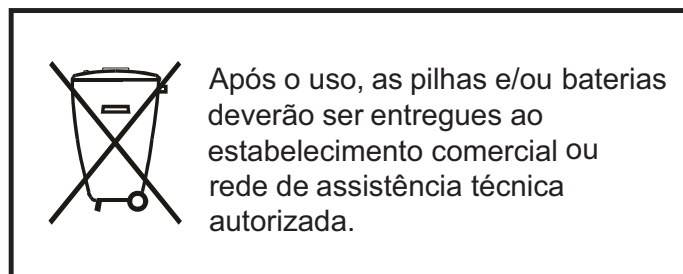 Após o uso, as pilhas e/ou baterias
deverão ser entregues ao
estabelecimento comercial ou
rede de assistência técnica
autorizada.